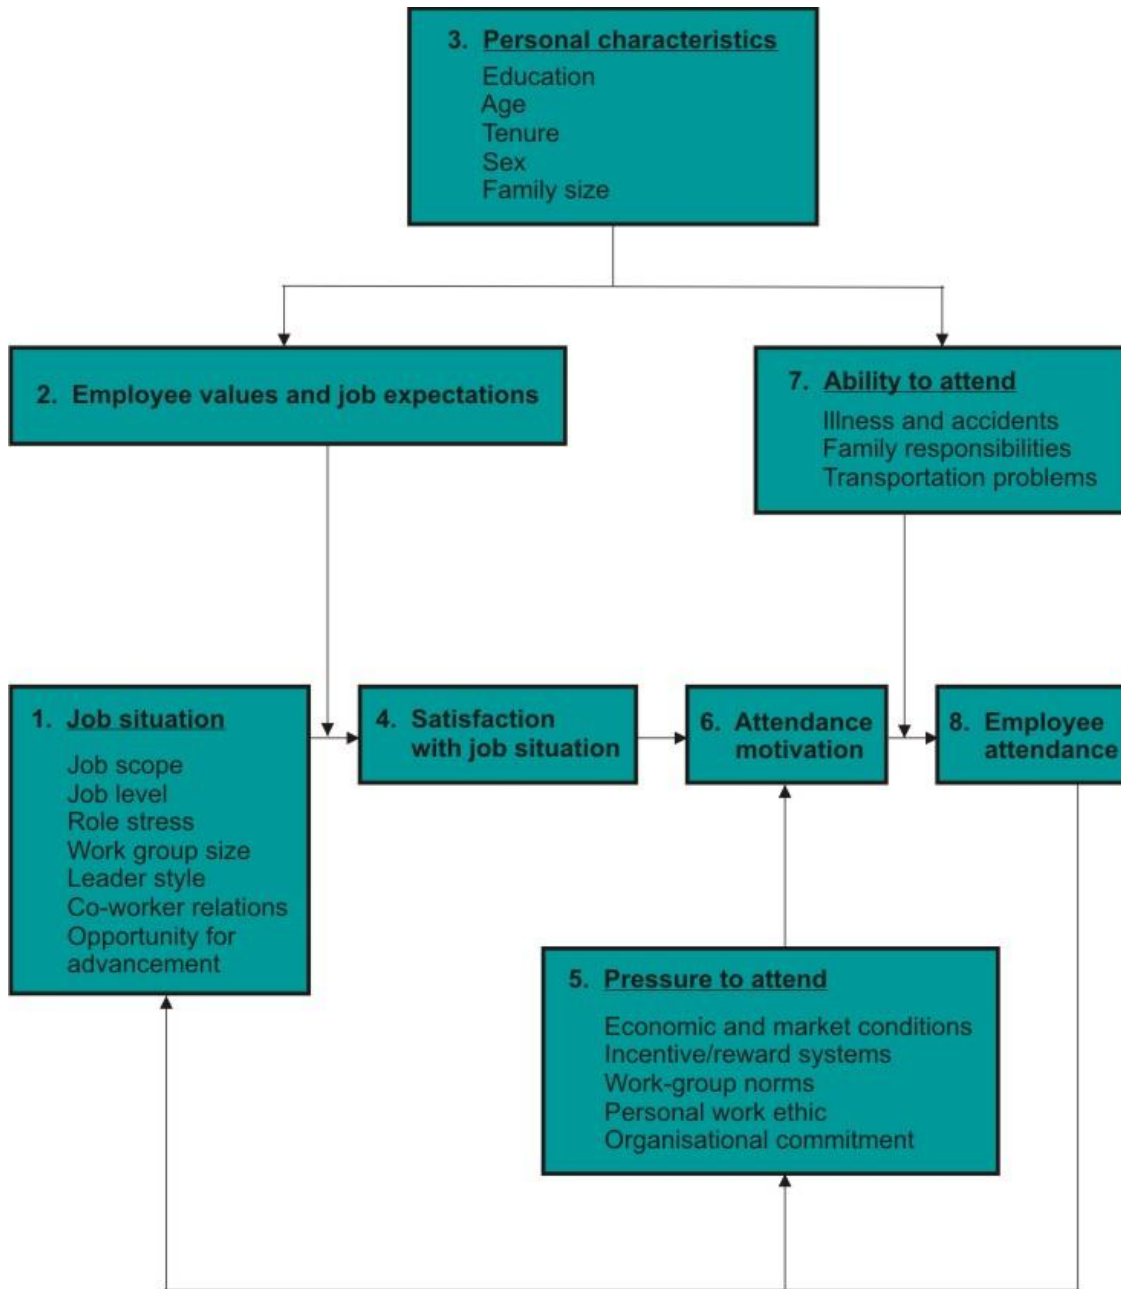 3. Personal characteristics
Education
Age
Tenure
Sex
Family size
2. Employee values and job expectations
7. Ability to attend
Illness and accidents
Family responsibilities
Transportation problems
1. Job situation
Job scope
Job level
Role stress
Work group size
Leader style
Co-worker relations
Opportunity for
advancement
4. Satisfaction
with job situation
6. Attendance
motivation
8. Employee
attendance
5. Pressure to attend
Economic and market conditions
Incentive/reward systems
Work-group norms
Personal work ethic
Organisational commitment